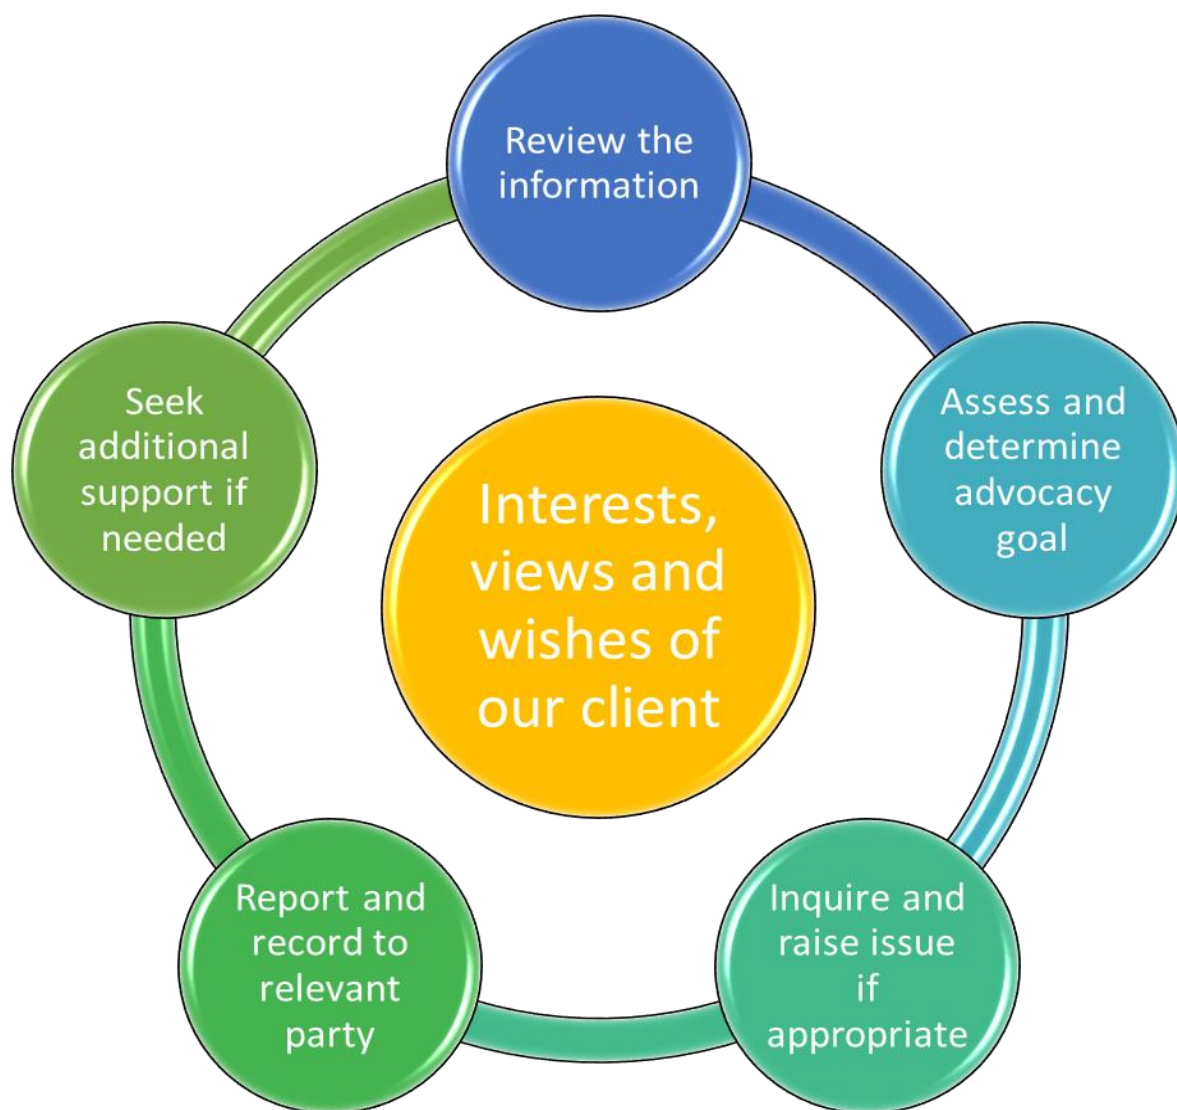 Review the
information
Assess and
determine
advocacy
goal
Inquire and
raise issue
if
appropriate
Report and
record to
relevant
party
Seek
additional
support if
needed
Interests,
views and
wishes of
our client